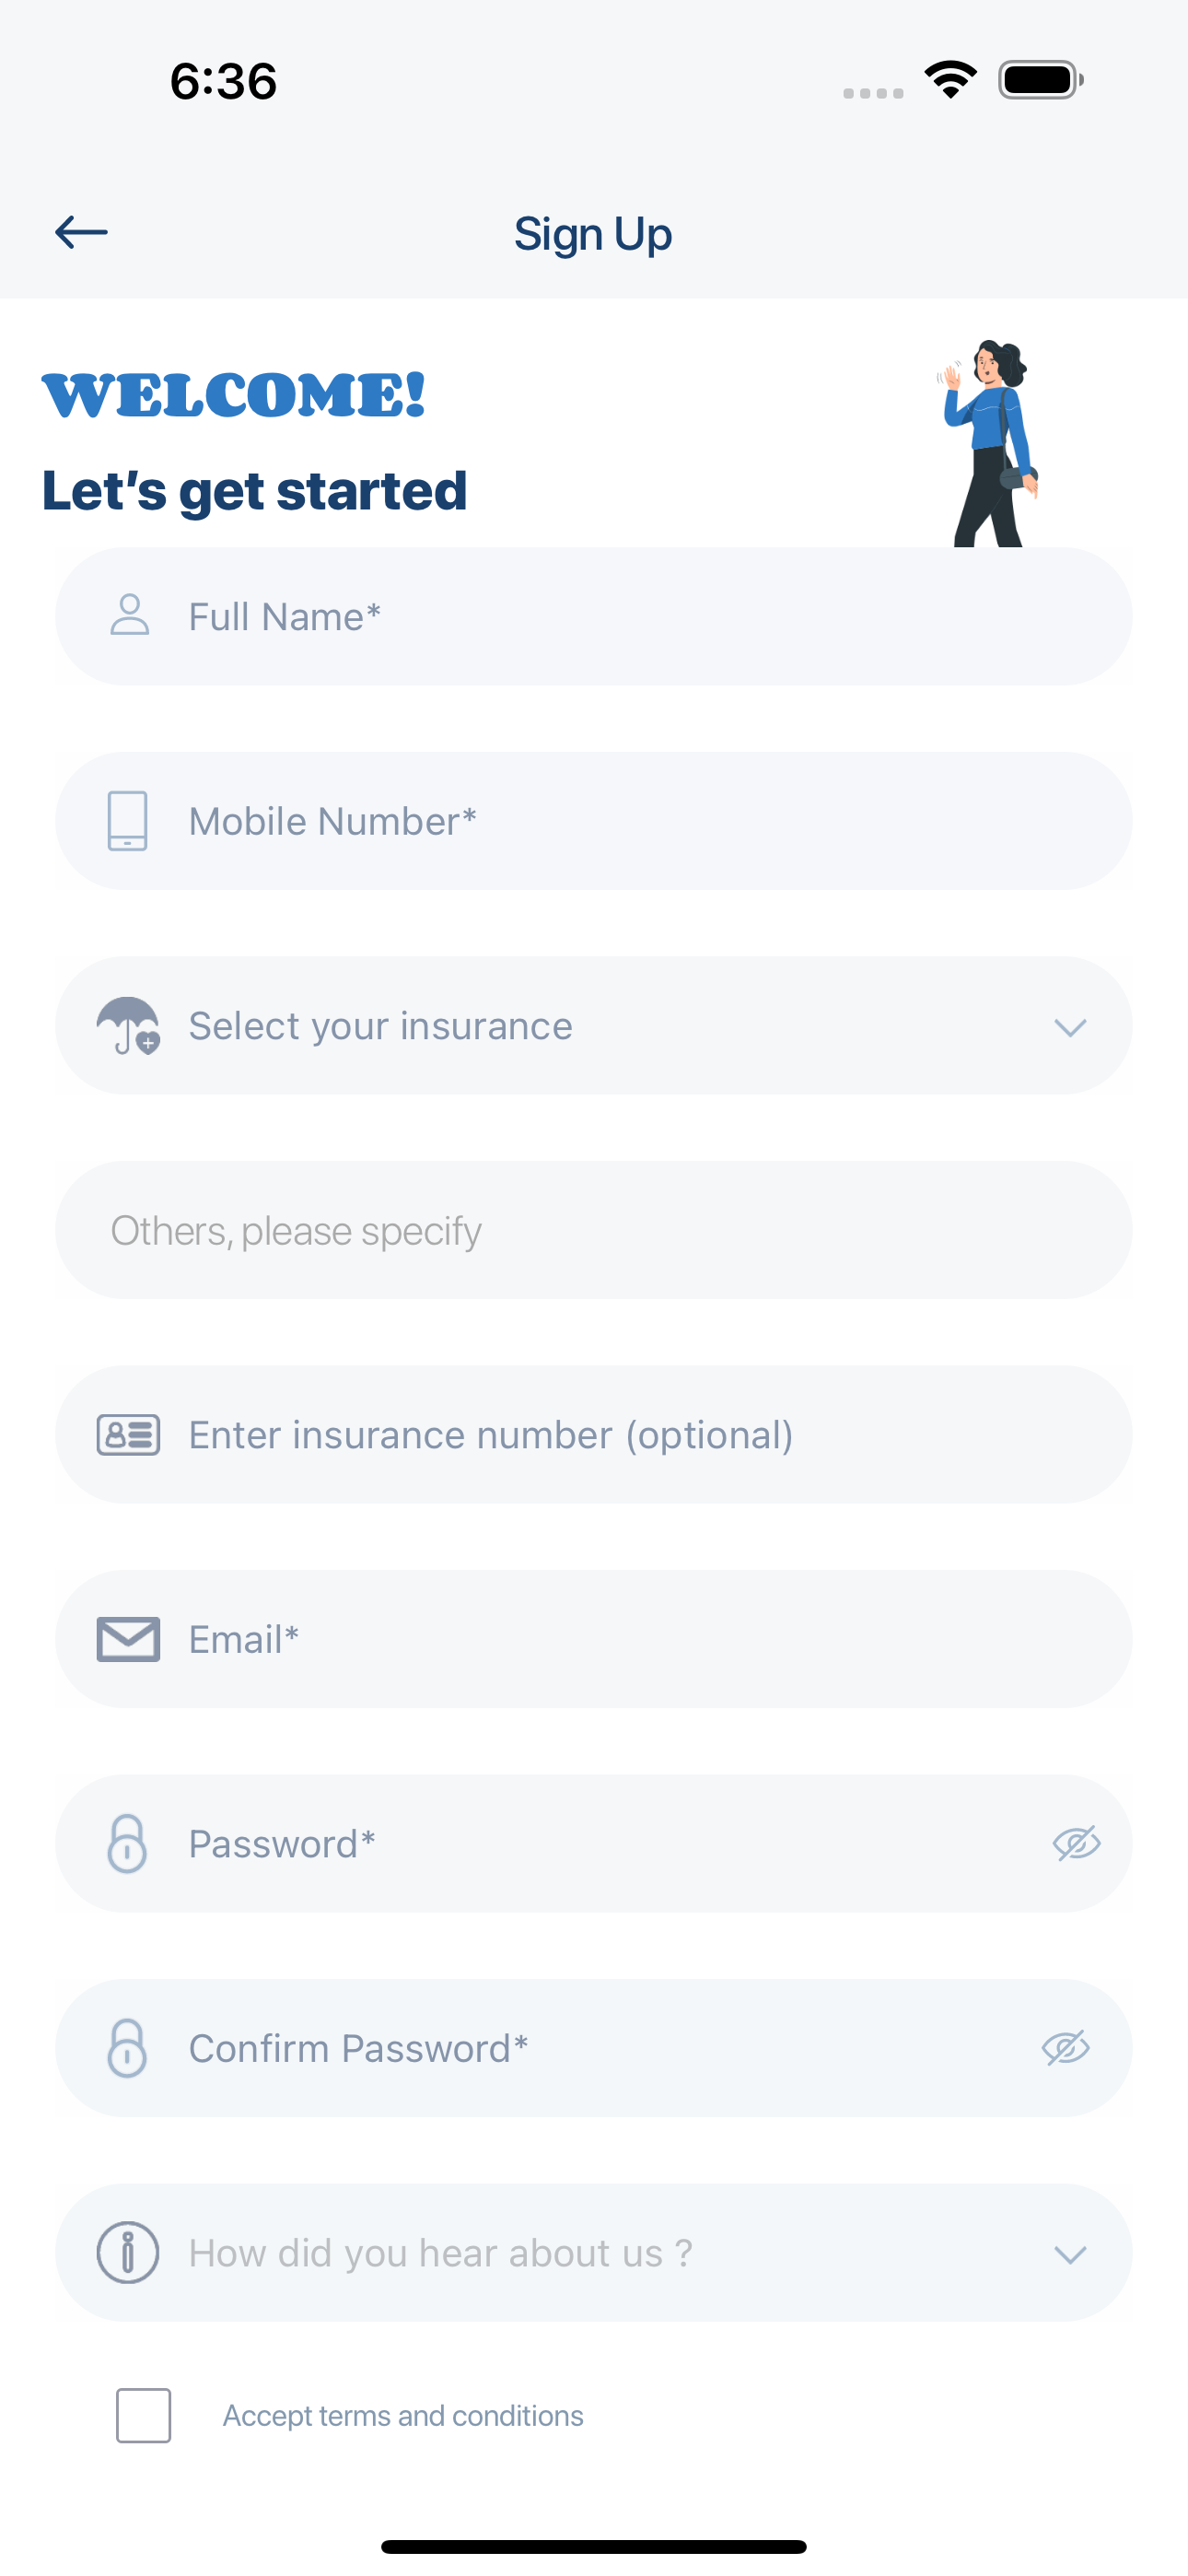 6:36
Sign Up
WELCOME!
Let’s get started
Full Name*
Mobile Number*
Select your insurance
Others, please specify
Enter insurance number (optional)
Email*
Password*
Confirm Password*
How did you hear about us ?
Accept terms and conditions